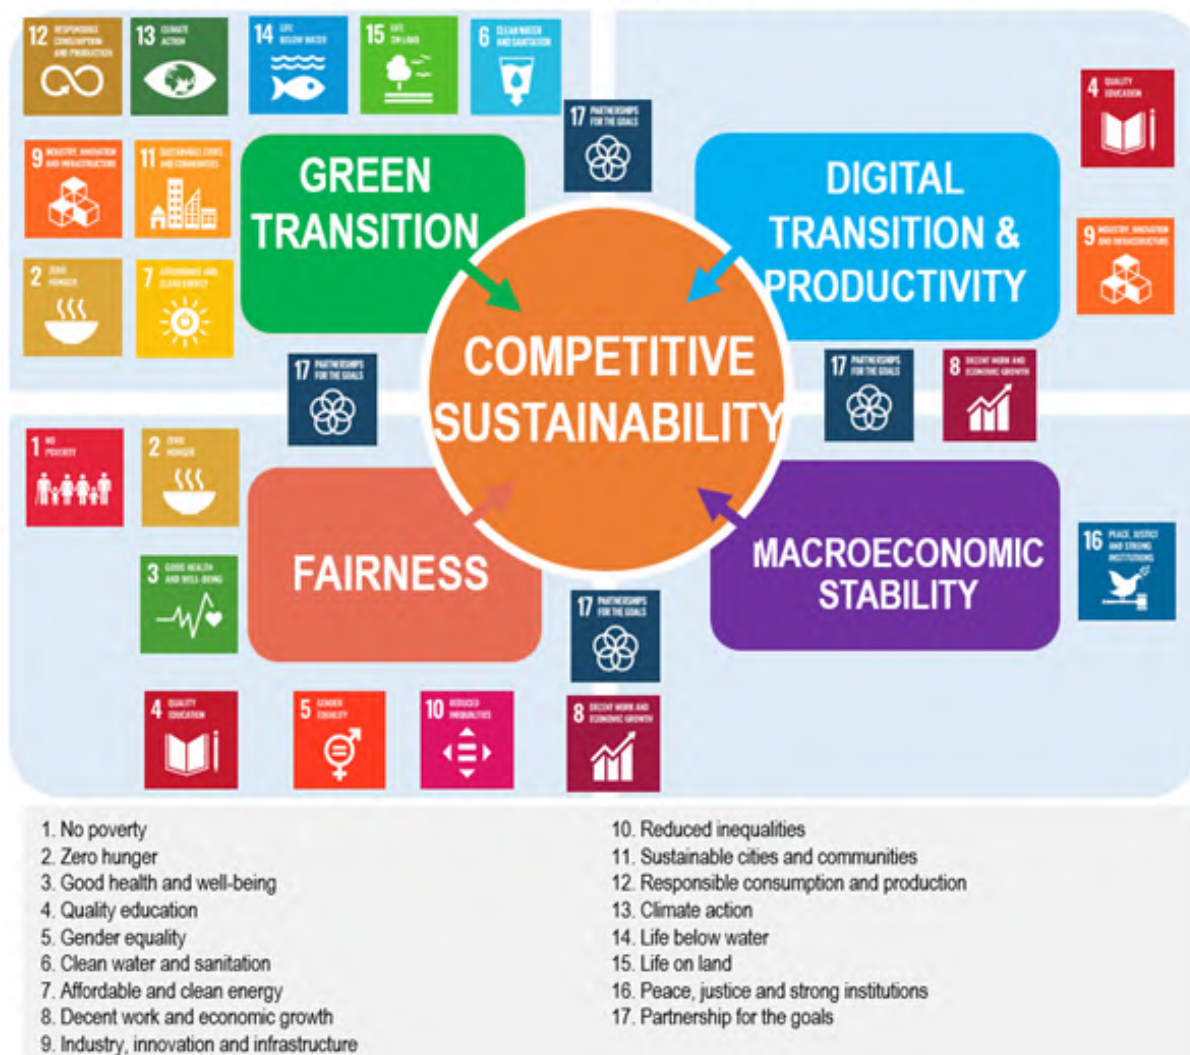 12 RESPONSIBLE
CONSUMPTION
AND PRODUCTION
13 CLIMATE
ACTION
14 LIFE
BELOW WATER
15 LIFE
ON LAND
6 CLEAN WATER
AND SANITATION
17 PARTNERSHIPS
FOR THE GOALS
4 QUALITY
EDUCATION
9 INDUSTRY, INNOVATION
AND INFRASTRUCTURE
11 SUSTAINABLE CITIES
AND COMMUNITIES
GREEN
TRANSITION
DIGITAL
TRANSITION &
PRODUCTIVITY
9 INDUSTRY, INNOVATION
AND INFRASTRUCTURE
2 ZERO
HUNGER
7 AFFORDABLE AND
CLEAN ENERGY
COMPETITIVE
SUSTAINABILITY
17 PARTNERSHIPS
FOR THE GOALS
17 PARTNERSHIPS
FOR THE GOALS
8 DECENT WORK AND
ECONOMIC GROWTH
1 NO
POVERTY
2 ZERO
HUNGER
3 GOOD HEALTH
AND WELL-BEING
FAIRNESS
MACROECONOMIC
STABILITY
16 PEACE, JUSTICE
AND STRONG
INSTITUTIONS
17 PARTNERSHIPS
FOR THE GOALS
4 QUALITY
EDUCATION
5 GENDER
EQUALITY
10 REDUCED
INEQUALITIES
8 DECENT WORK AND
ECONOMIC GROWTH
1. No poverty
2. Zero hunger
3. Good health and well-being
4. Quality education
5. Gender equality
6. Clean water and sanitation
7. Affordable and clean energy
8. Decent work and economic growth
9. Industry, innovation and infrastructure
10. Reduced inequalities
11. Sustainable cities and communities
12. Responsible consumption and production
13. Climate action
14. Life below water
15. Life on land
16. Peace, justice and strong institutions
17. Partnership for the goals